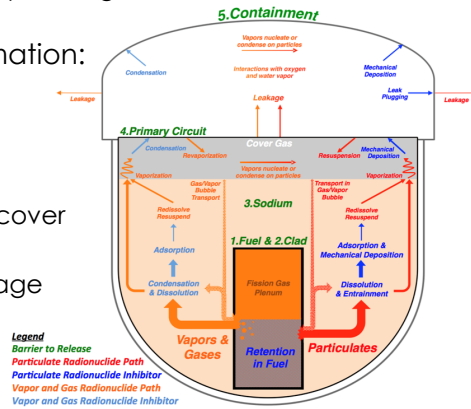 nation:
cover
age
5.Containment
Vapors nucleate or
condense on particles
Condensation
Interactions with oxygen
and water vapor
Mechanical
Deposition
Leakage
Leakage
Leak
Plugging
Leakage
4.Primary Circuit
Cover Gas
Condensation
Revaporization
Vapors nucleate or
condense on particles
Resuspension
Mechanical
Deposition
Vaporization
Vaporization
Gas/Vapor
Bubble
Transport
Transport in
Gas/Vapor
Bubble
3.Sodium
Redissolve
Resuspend
Redissolve
Resuspend
Adsorption
1.Fuel & 2.Clad
Adsorption &
Mechanical Deposition
Condensation
& Dissolution
Fission Gas
Plenum
Dissolution
& Entrainment
Vapors &
Gases
Retention
in Fuel
Particulates
Legend
Barrier to Release
Particulate Radionuclide Path
Particulate Radionuclide Inhibitor
Vapor and Gas Radionuclide Path
Vapor and Gas Radionuclide Inhibitor